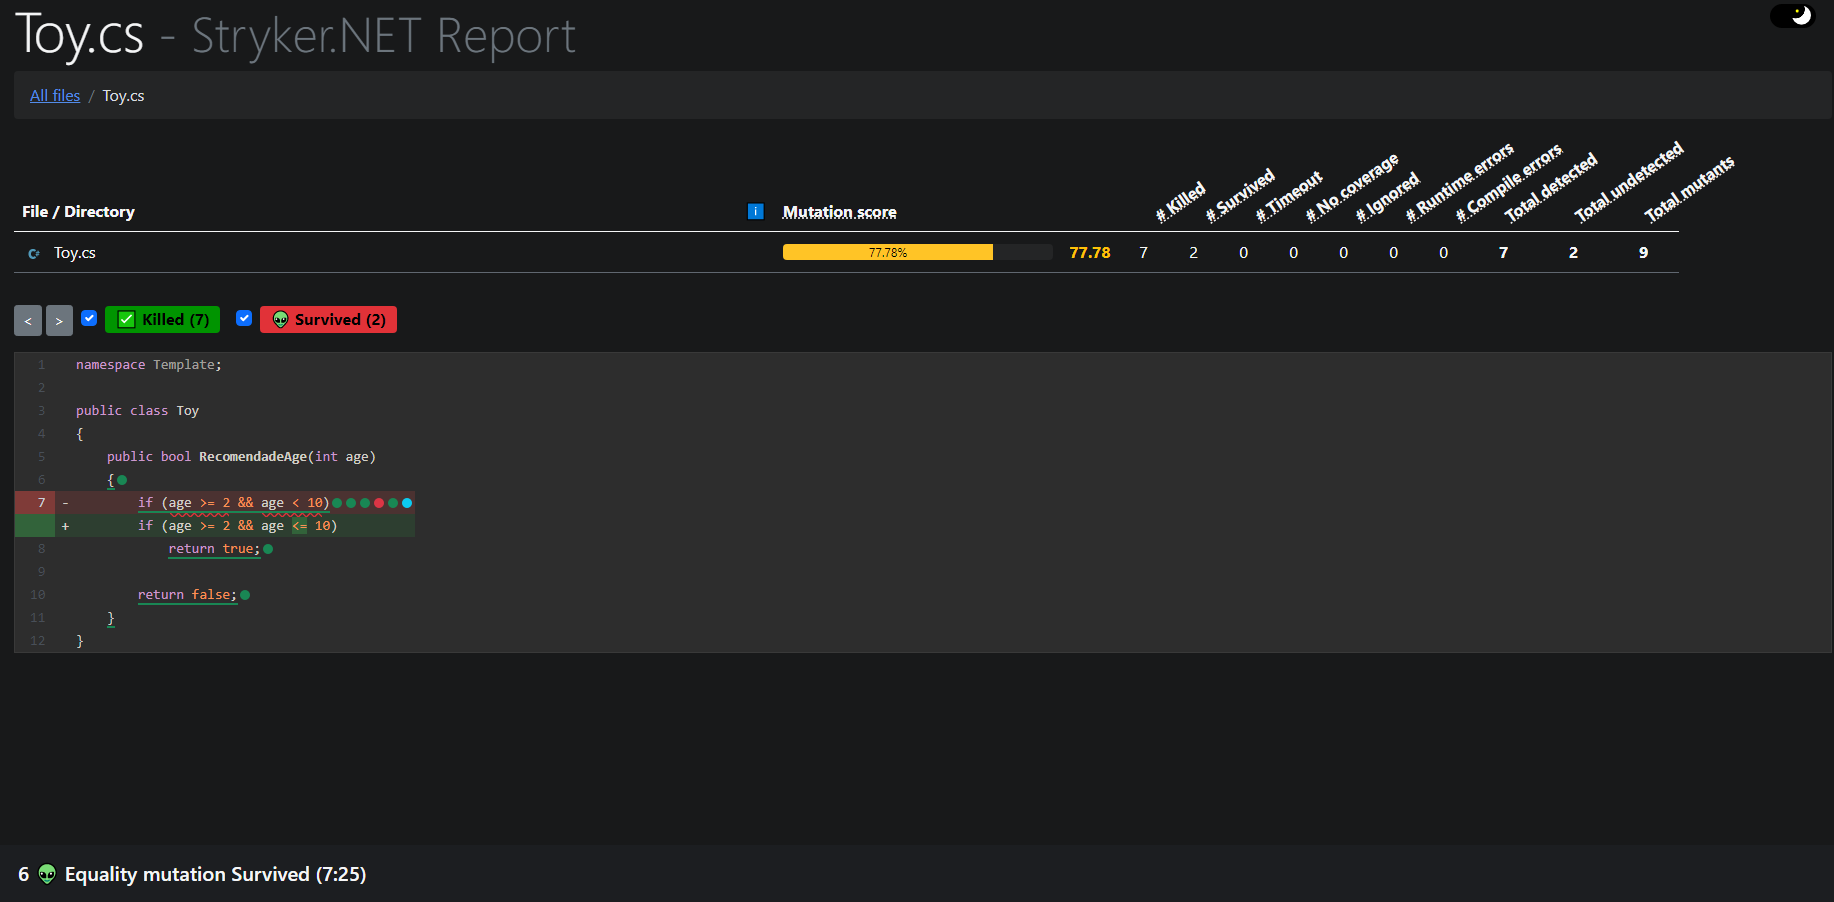 Toy.cs - Stryker.NET Report
All files / Toy.cs
File / Directory
i
Mutation score
# Killed
# Survived
# Timeout
# No coverage
# Ignored
# Runtime errors
# Compile errors
Total detected
Total undetected
Total mutants
Toy.cs 77.78% 77.78 7 2 0 0 0 0 0 7 2 9
< > Killed (7) Survived (2)
1 namespace Template;
2
3 public class Toy
4 {
5 public bool RecomendadeAge(int age)
6 {
7 - if (age >= 2 && age < 10)
+ if (age >= 2 && age <= 10)
8 return true;
9
10 return false;
11 }
12 }
6 👽 Equality mutation Survived (7:25)